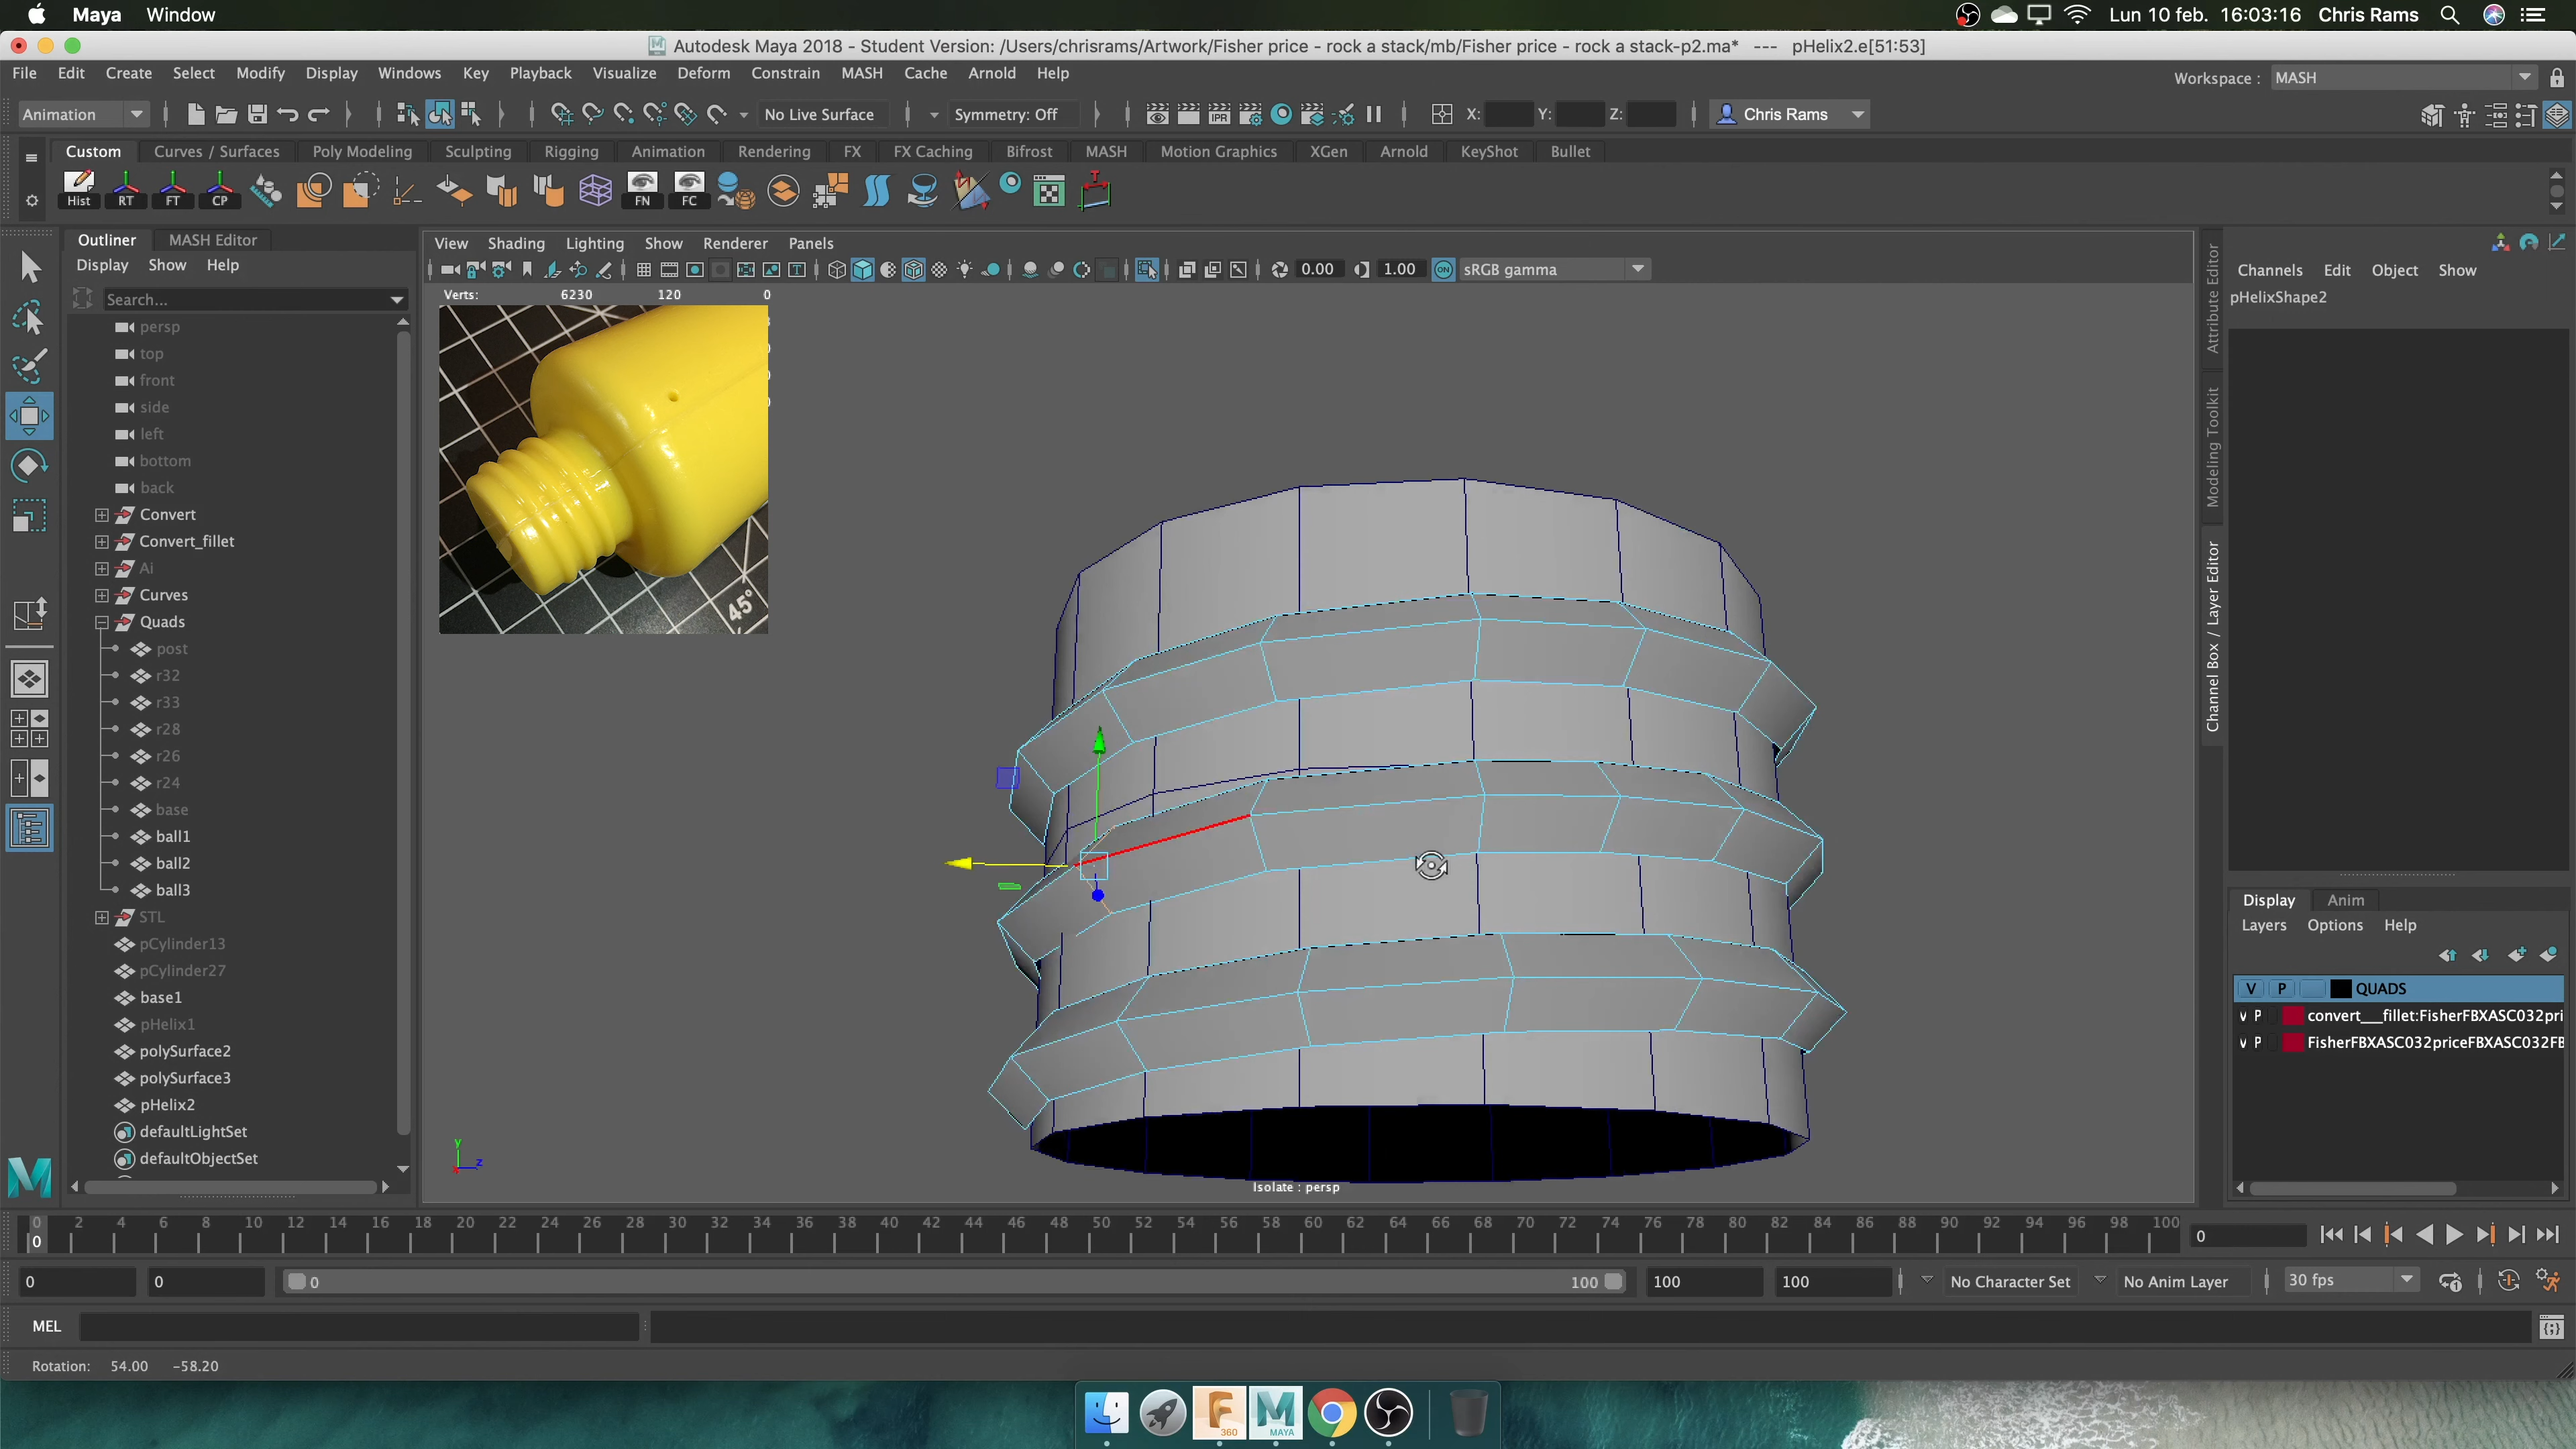 Maya Window
Lun 10 feb. 16:03:16 Chris Rams
Autodesk Maya 2018 - Student Version: /Users/chrisrams/Artwork/Fisher price - rock a stack/mb/Fisher price - rock a stack-p2.ma* --- pHelix2.e[51:53]
File Edit Create Select Modify Display Windows Key Playback Visualize Deform Constrain MASH Cache Arnold Help
Workspace : MASH
Animation No Live Surface Symmetry: Off IPR X: Y: Z: Chris Rams
Custom Curves / Surfaces Poly Modeling Sculpting Rigging Animation Rendering FX FX Caching Bifrost MASH Motion Graphics XGen Arnold KeyShot Bullet
Hist RT FT CP FN FC
Outliner MASH Editor
Display Show Help
Search...
persp
top
front
side
left
bottom
back
Convert
Convert_fillet
Ai
Curves
Quads
post
r32
r33
r28
r26
r24
base
ball1
ball2
ball3
STL
pCylinder13
pCylinder27
base1
pHelix1
polySurface2
polySurface3
pHelix2
defaultLightSet
defaultObjectSet
View Shading Lighting Show Renderer Panels
0.00 1.00 ON sRGB gamma
Verts: 6230 120 0
45°
y
x
z
Isolate : persp
Attribute Editor
Modeling Toolkit
Channel Box / Layer Editor
Channels Edit Object Show
pHelixShape2
Display Anim
Layers Options Help
V P QUADS
V P convert___fillet:FisherFBXASC032pri
V P FisherFBXASC032priceFBXASC032FB
0 2 4 6 8 10 12 14 16 18 20 22 24 26 28 30 32 34 36 38 40 42 44 46 48 50 52 54 56 58 60 62 64 66 68 70 72 74 76 78 80 82 84 86 88 90 92 94 96 98 100
0
0
0 0 0 100 100 100 No Character Set No Anim Layer 30 fps
MEL
Rotation: 54.00 -58.20
F
360
M
MAYA